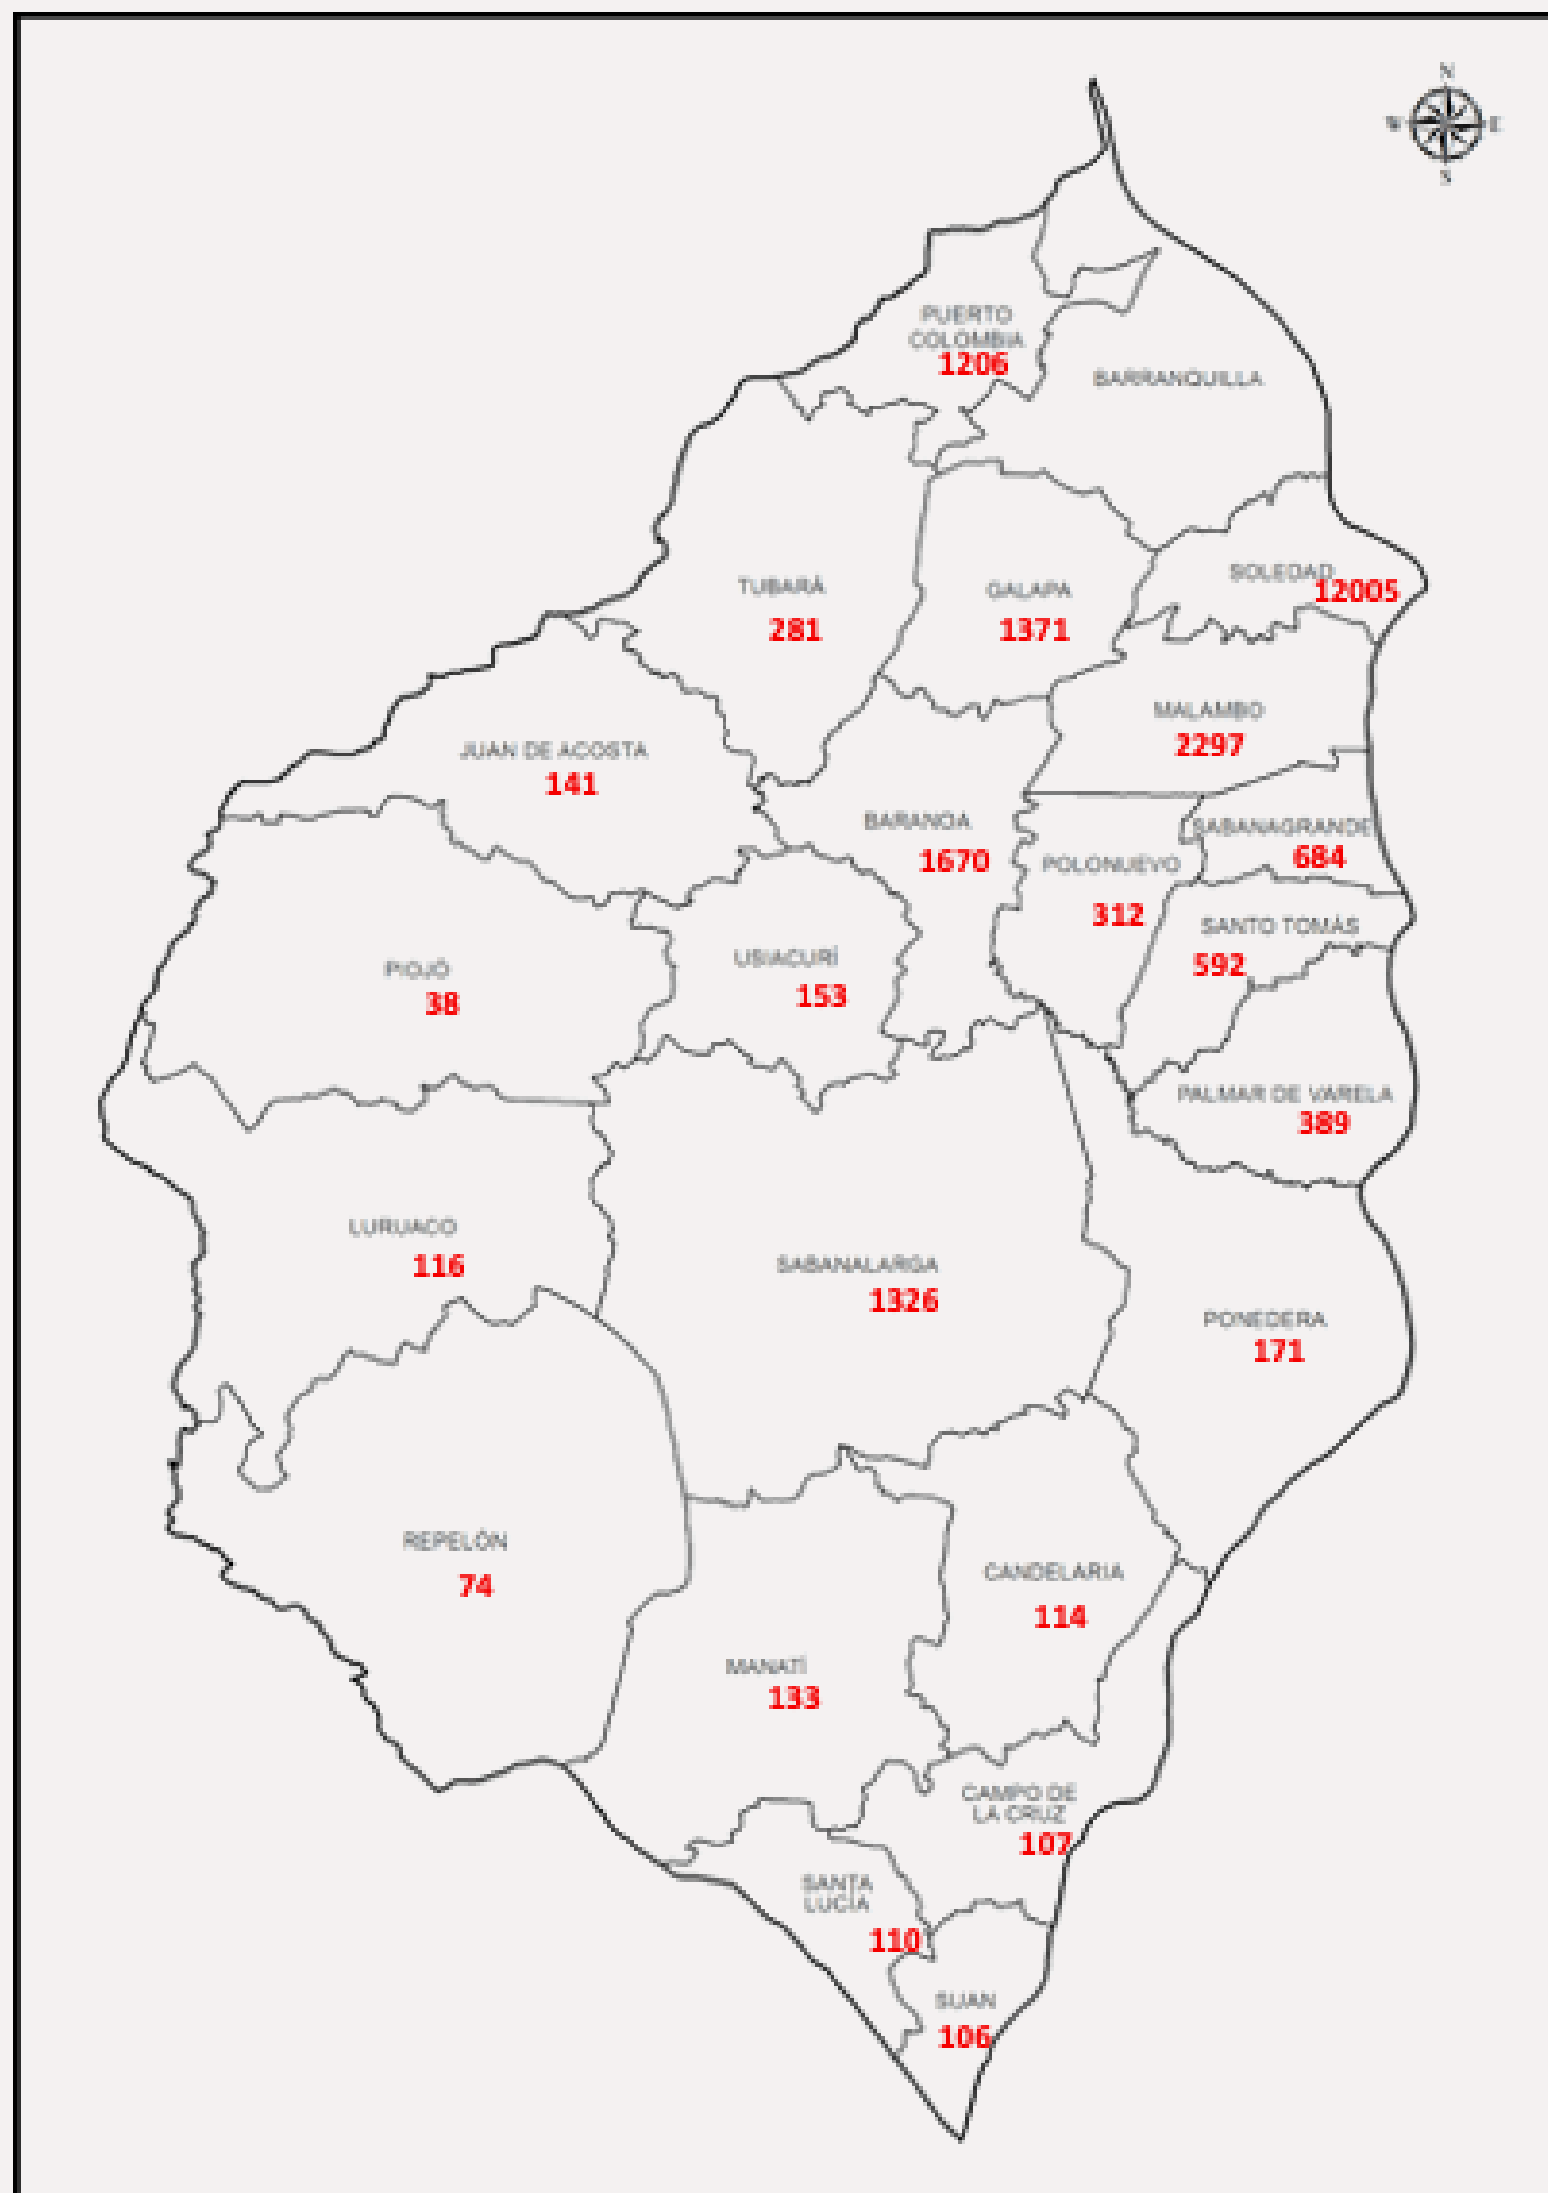 N
W E
S
PUERTO
COLOMBIA
1206
BARRANQUILLA
SOLEDAD
12005
TUBARÁ
281
GALAPA
1371
MALAMBO
2297
JUAN DE ACOSTA
141
BARANOA
1670
SABANAGRANDE
684
POLONUEVO
312
SANTO TOMÁS
592
PIOJÓ
38
USIACURÍ
153
PALMAR DE VARELA
389
LURUACO
116
SABANALARGA
1326
PONEDERA
171
REPELÓN
74
CANDELARIA
114
MANATÍ
133
CAMPO DE
LA CRUZ
107
SANTA
LUCÍA
110
SUAN
106